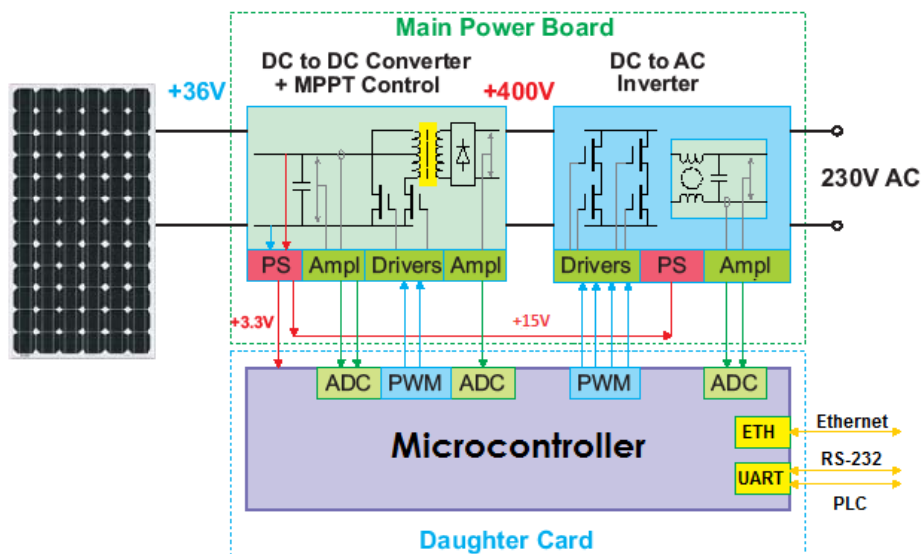 Main Power Board
DC to DC Converter
+ MPPT Control
DC to AC
Inverter
+36V
+400V
230V AC
PS
Ampl
Drivers
Ampl
Drivers
PS
Ampl
+3.3V
+15V
ADC
PWM
ADC
PWM
ADC
Microcontroller
ETH
Ethernet
UART
RS-232
PLC
Daughter Card